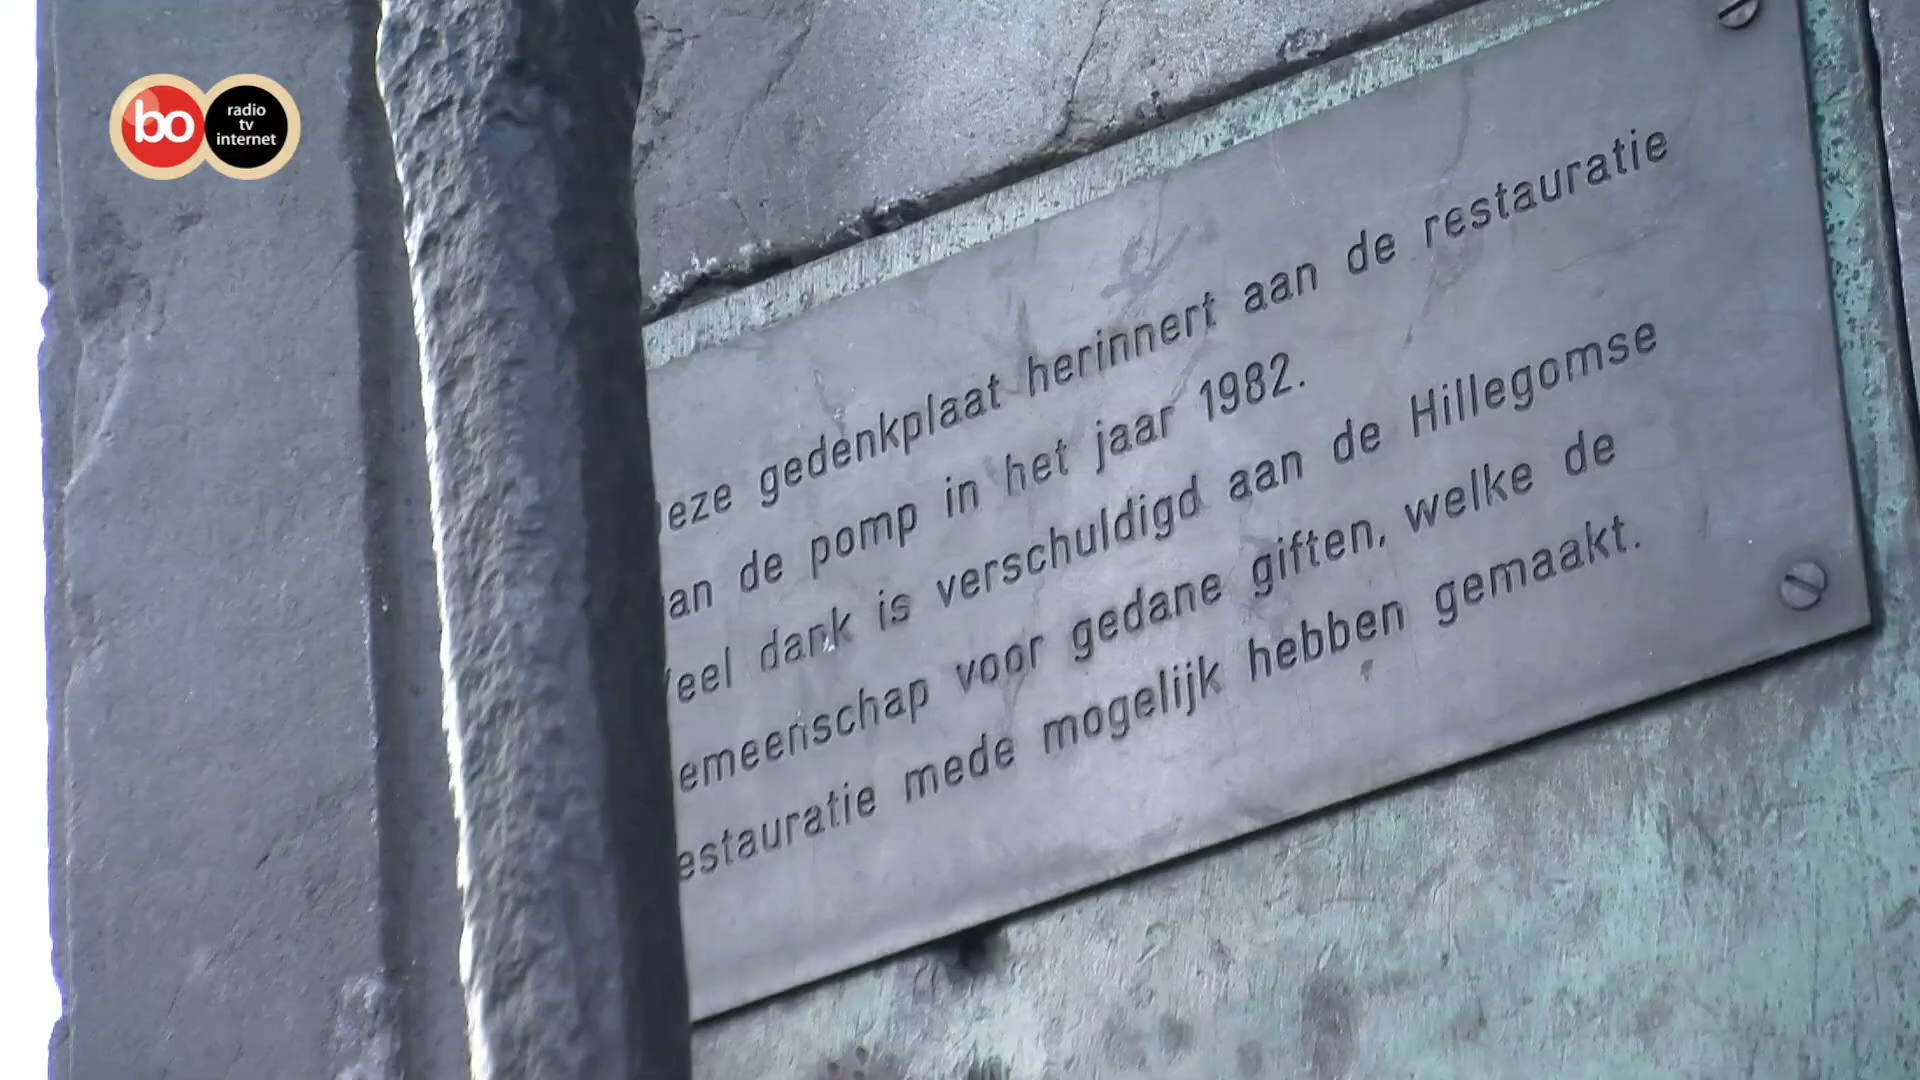 bo
radio
tv
internet
eze gedenkplaat herinnert aan de restauratie
an de pomp in het jaar 1982.
eel dank is verschuldigd aan de Hillegomse
emeenschap voor gedane giften, welke de
estauratie mede mogelijk hebben gemaakt.